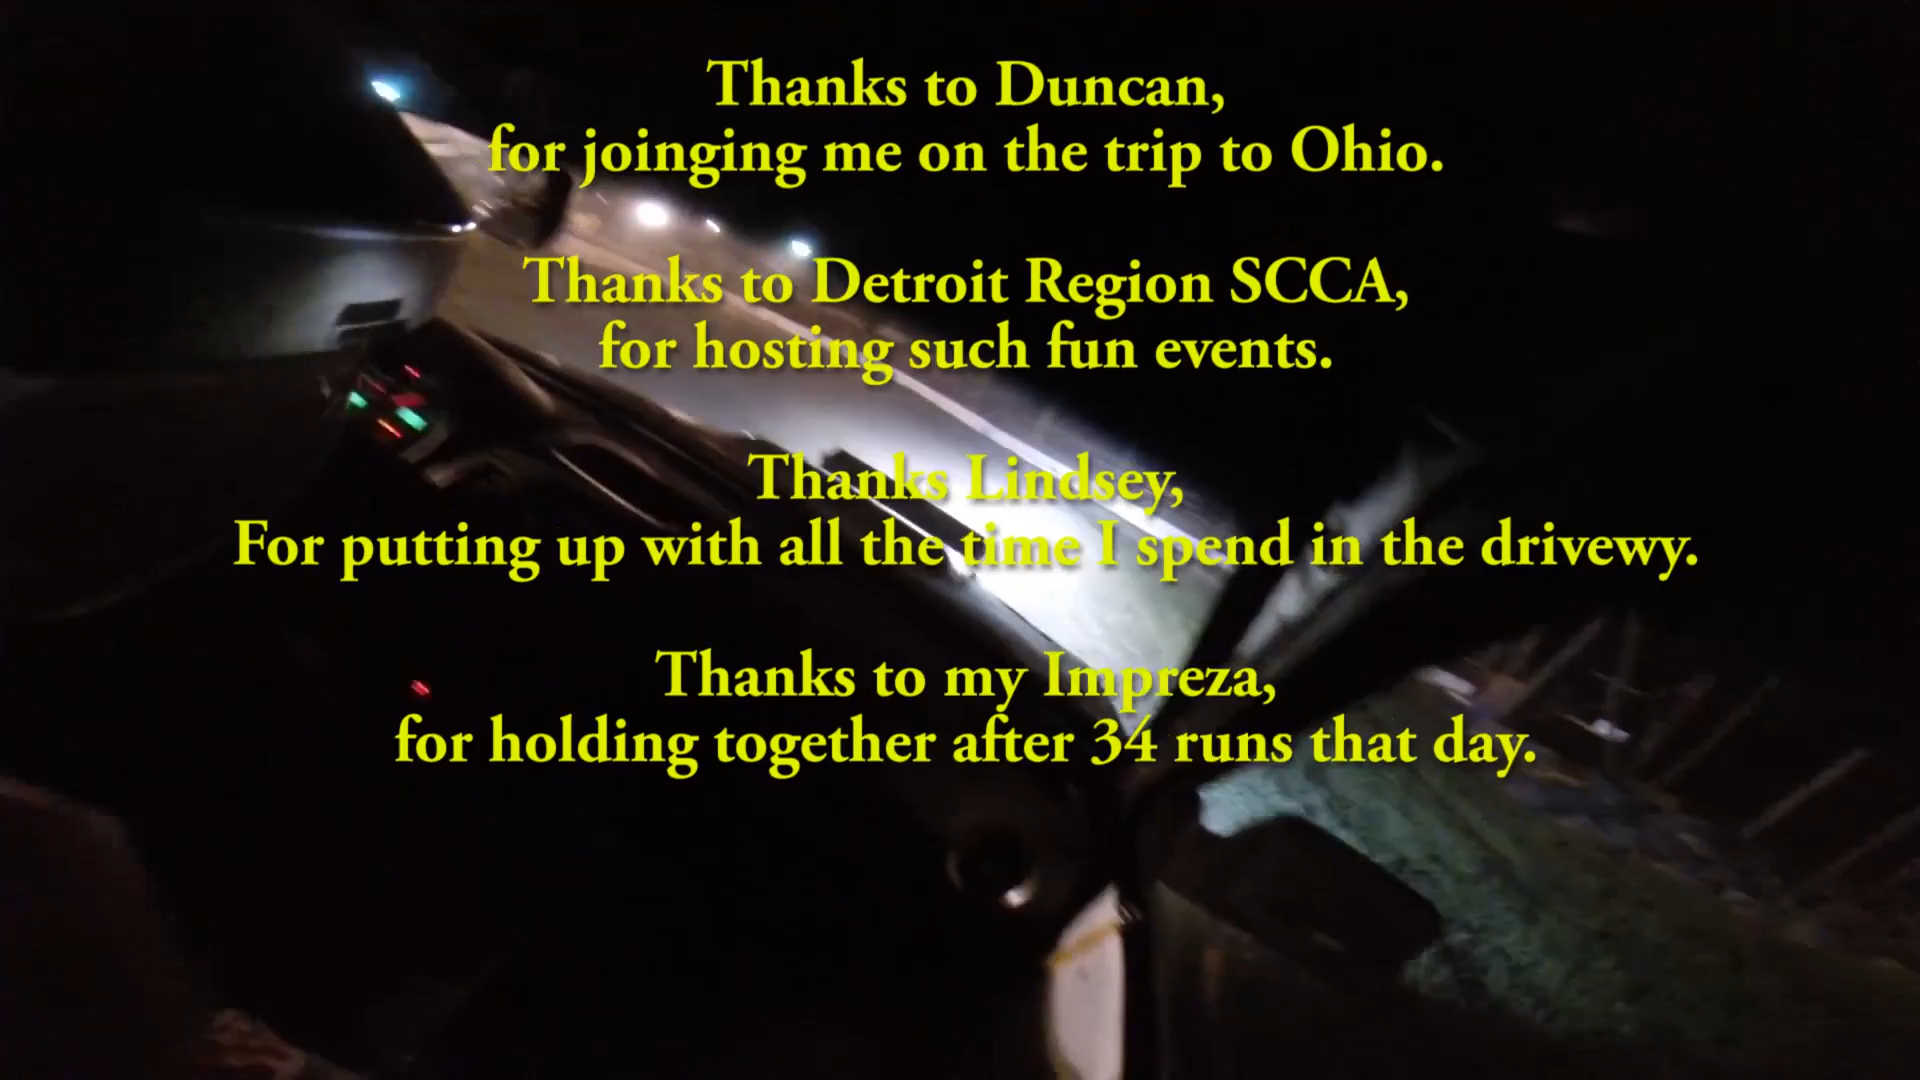 Thanks to Duncan,
for joinging me on the trip to Ohio.
Thanks to Detroit Region SCCA,
for hosting such fun events.
Thanks Lindsey,
For putting up with all the time I spend in the drivewy.
Thanks to my Impreza,
for holding together after 34 runs that day.